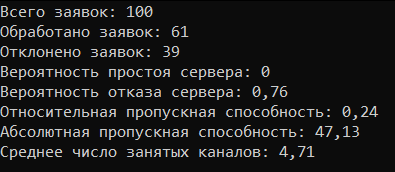 Всего заявок: 100
Обработано заявок: 61
Отклонено заявок: 39
Вероятность простоя сервера: 0
Вероятность отказа сервера: 0,76
Относительная пропускная способность: 0,24
Абсолютная пропускная способность: 47,13
Среднее число занятых каналов: 4,71